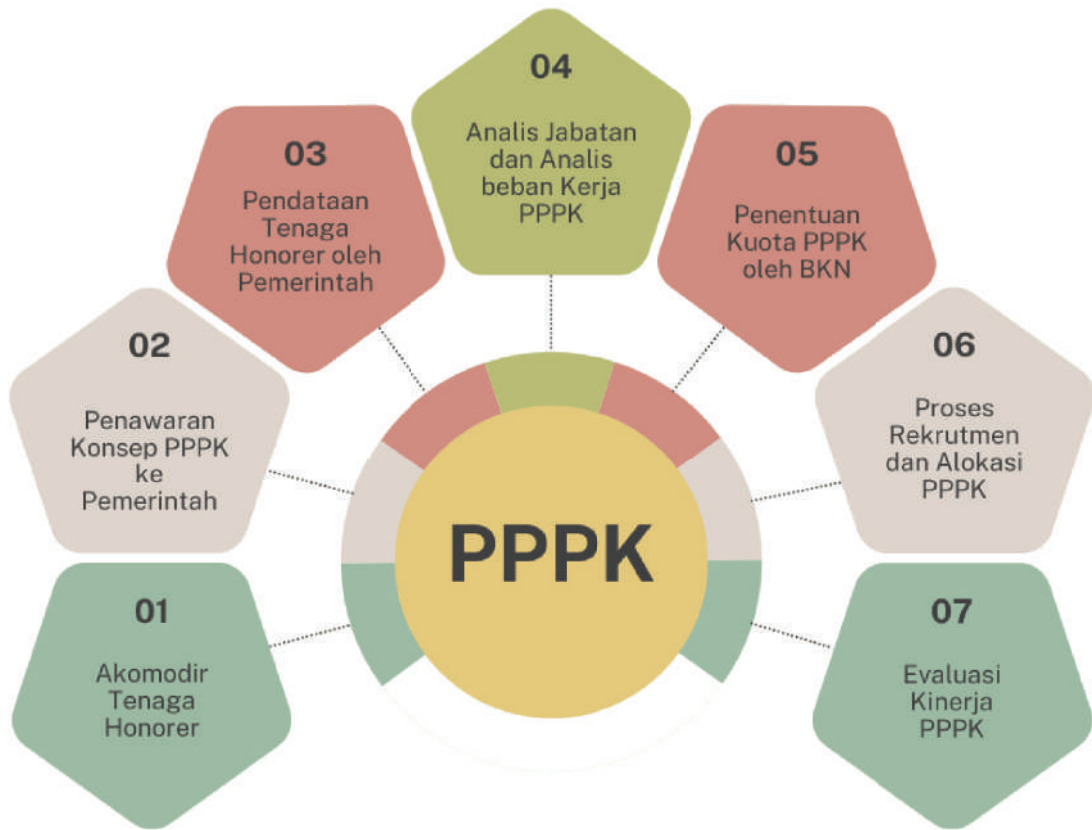 01
Akomodir
Tenaga
Honorer
02
Penawaran
Konsep PPPK
ke
Pemerintah
03
Pendataan
Tenaga
Honorer oleh
Pemerintah
04
Analis Jabatan
dan Analis
beban Kerja
PPPK
05
Penentuan
Kuota PPPK
oleh BKN
06
Proses
Rekrutmen
dan Alokasi
PPPK
07
Evaluasi
Kinerja
PPPK
PPPK